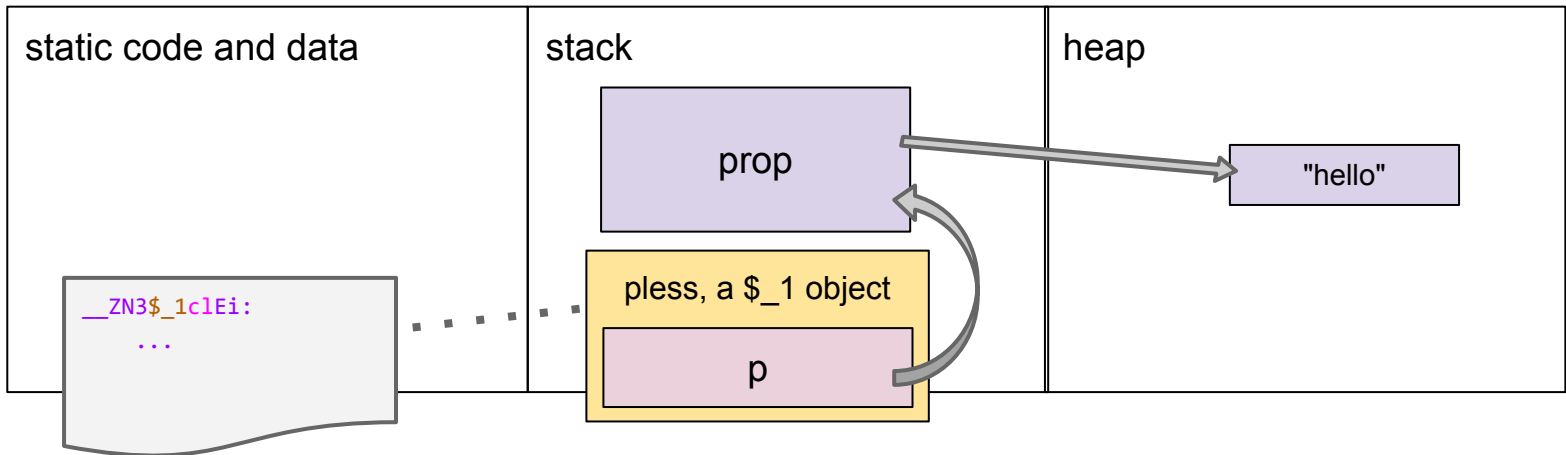 static code and data
stack
heap
prop
"hello"
pless, a $_1 object
p
__ZN3$_1clEi:
...